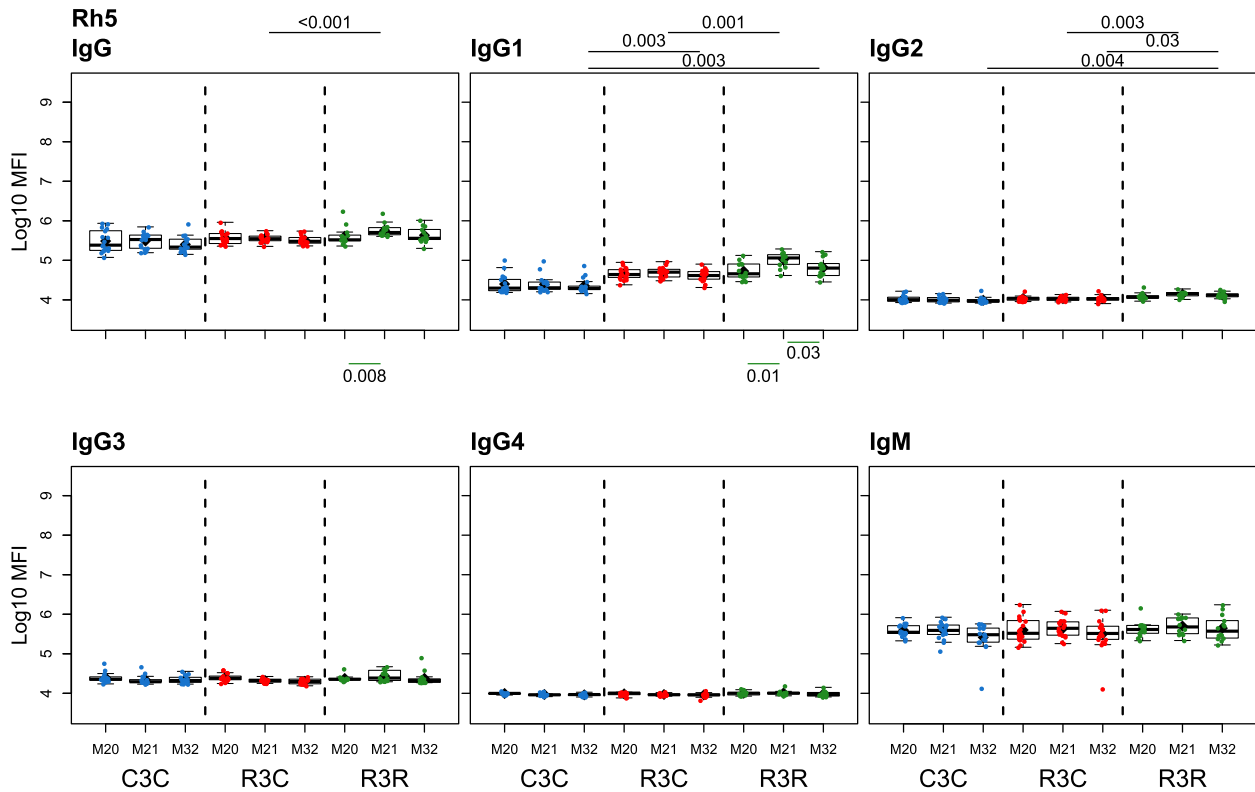 Rh5
<0.001
0.001
0.003
IgG
IgG1
0.003
IgG2
0.03
0.003
0.004
Log10 MFI
9
8
7
6
5
4
0.008
0.01
0.03
IgG3
IgG4
IgM
Log10 MFI
9
8
7
6
5
4
M20 M21 M32 M20 M21 M32 M20 M21 M32
M20 M21 M32 M20 M21 M32 M20 M21 M32
M20 M21 M32 M20 M21 M32 M20 M21 M32
C3C R3C R3R
C3C R3C R3R
C3C R3C R3R